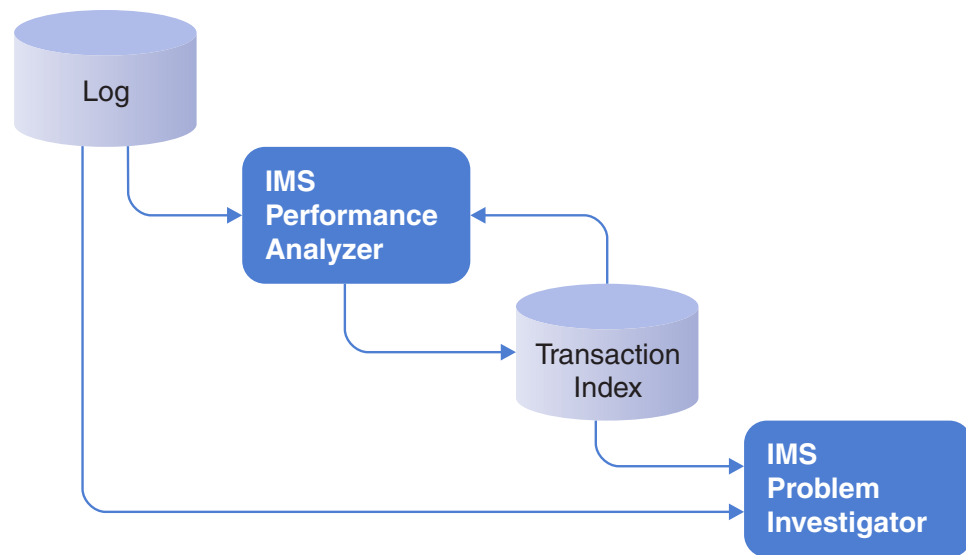 Log
IMS
Performance
Analyzer
Transaction
Index
IMS
Problem
Investigator